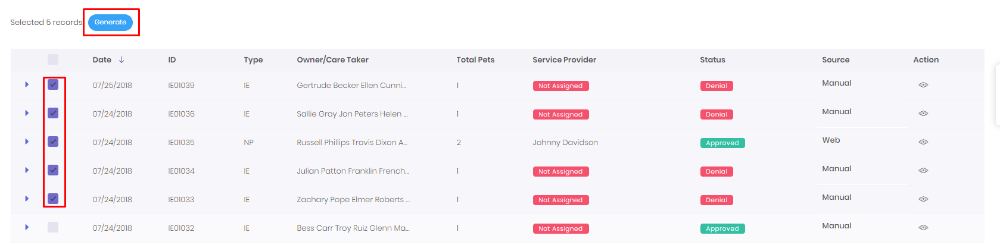 Selected 5 records Generate
Date ID Type Owner/Care Taker Total Pets Service Provider Status Source Action
07/25/2018 IE01039 IE Gertrude Becker Ellen Cunni... 1 Not Assigned Denial Manual
07/24/2018 IE01036 IE Sallie Gray Jon Peters Helen ... 1 Not Assigned Denial Manual
07/24/2018 IE01035 NP Russell Phillips Travis Dixon A... 2 Johnny Davidson Approved Web
07/24/2018 IE01034 IE Julian Patton Franklin French... 1 Not Assigned Denial Manual
07/24/2018 IE01033 IE Zachary Pope Elmer Roberts ... 1 Not Assigned Denial Manual
07/24/2018 IE01032 IE Bess Carr Troy Ruiz Glenn Ma... 1 Not Assigned Approved Manual